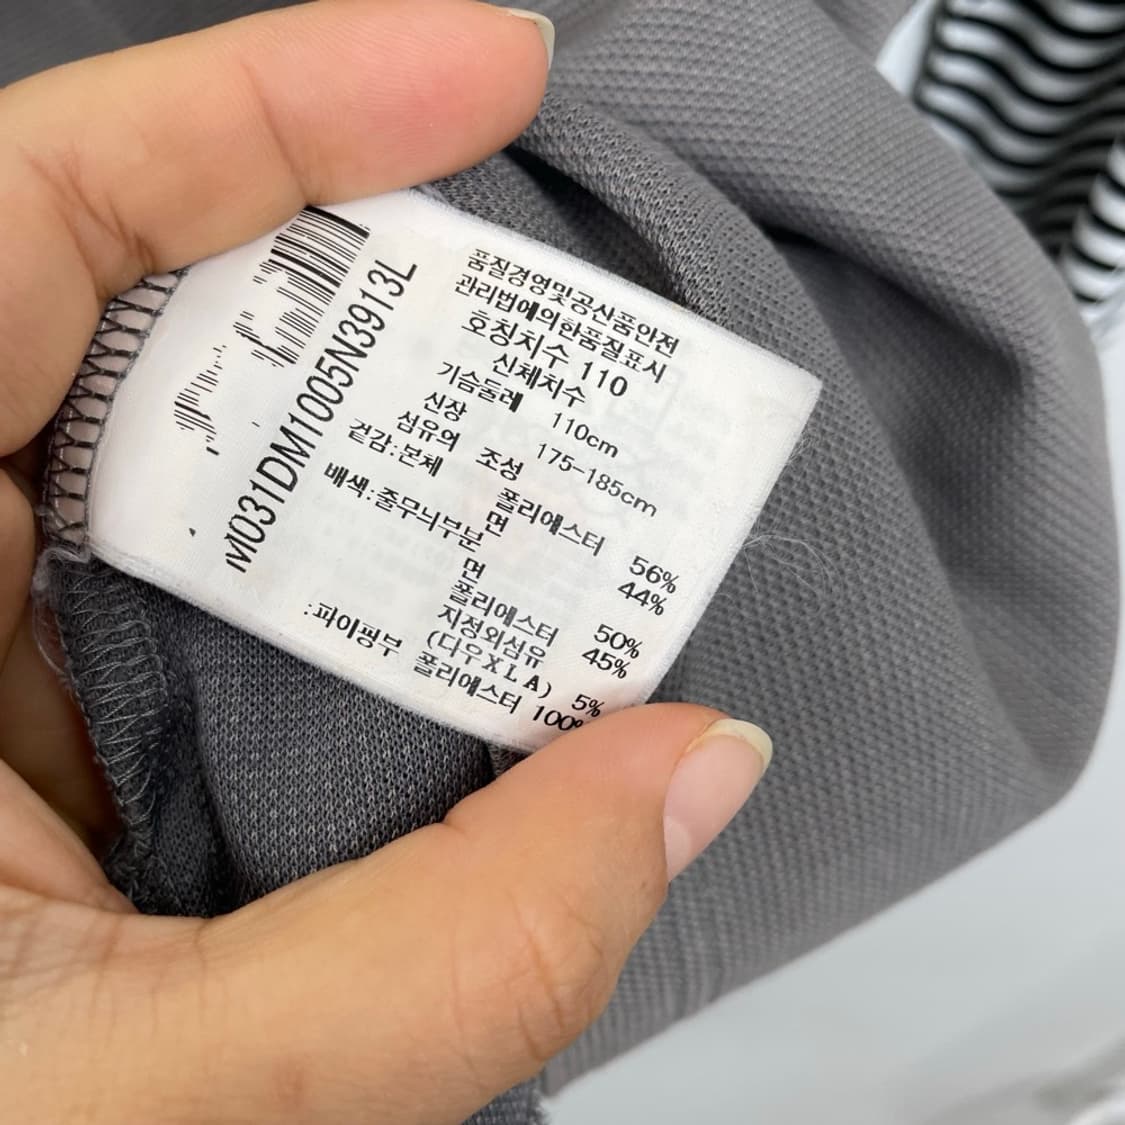 M031DM1005N3913L
품질경영및공산품안전
관리법에의한품질표시
호칭치수 110
신체치수
가슴둘레 110cm
신장 175-185cm
섬유의 조성
겉감:본체 폴리에스터 56%
면 44%
배색:줄무늬부분
면 50%
폴리에스터 45%
지정외섬유
(다우XLA) 5%
:파이핑부 폴리에스터 100%